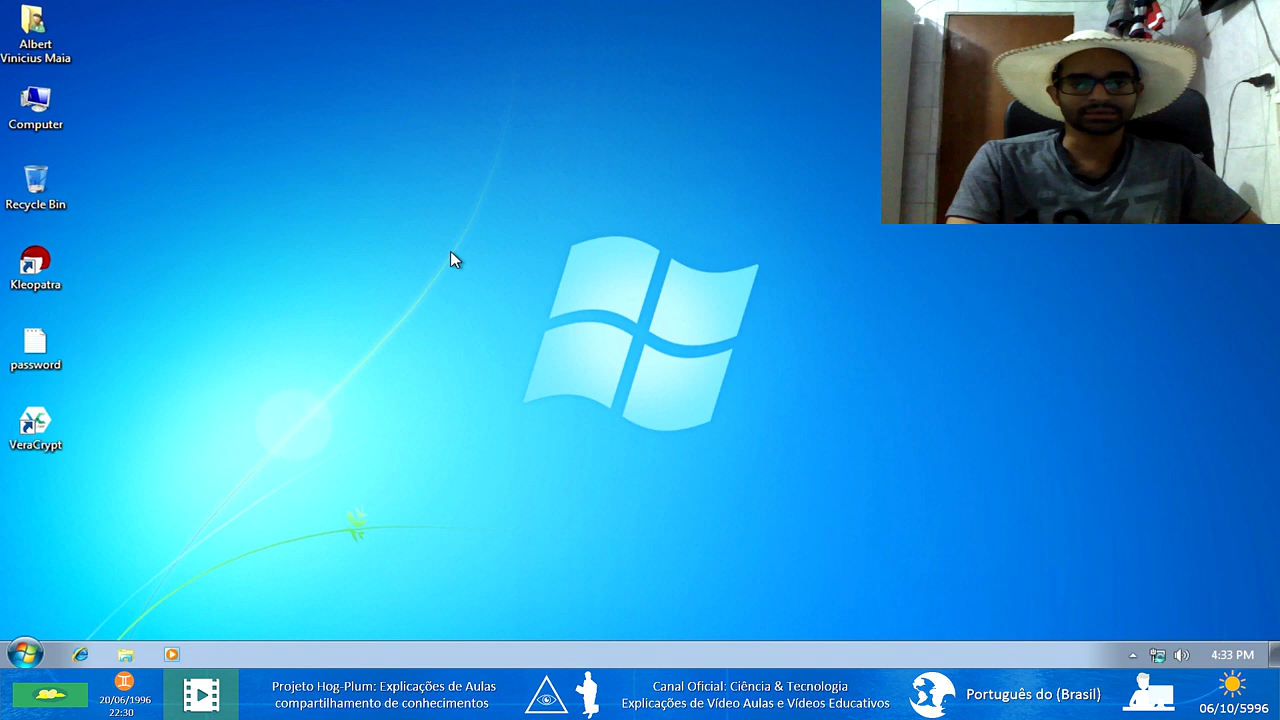 Albert
Vinicius Maia
Computer
Recycle Bin
Kleopatra
password
VeraCrypt
4:33 PM
20/06/1996
22:30
Projeto Hog-Plum: Explicações de Aulas
compartilhamento de conhecimentos
Canal Oficial: Ciência & Tecnologia
Explicações de Vídeo Aulas e Vídeos Educativos
Português do (Brasil)
06/10/5996